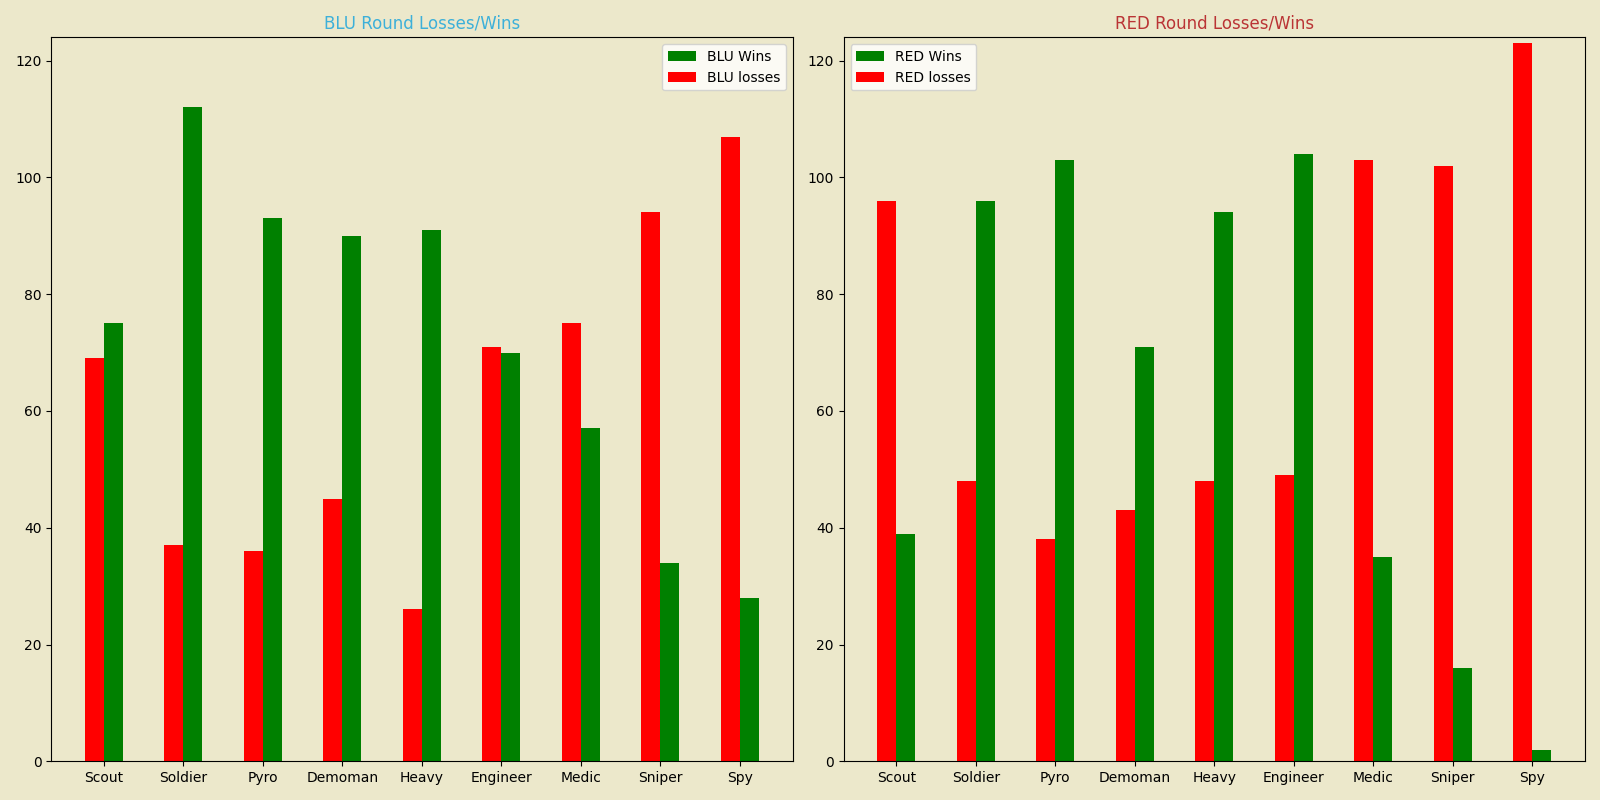 BLU Round Losses/Wins
BLU Wins
BLU losses
120
100
80
60
40
20
0
Scout Soldier Pyro Demoman Heavy Engineer Medic Sniper Spy
RED Round Losses/Wins
RED Wins
RED losses
120
100
80
60
40
20
0
Scout Soldier Pyro Demoman Heavy Engineer Medic Sniper Spy